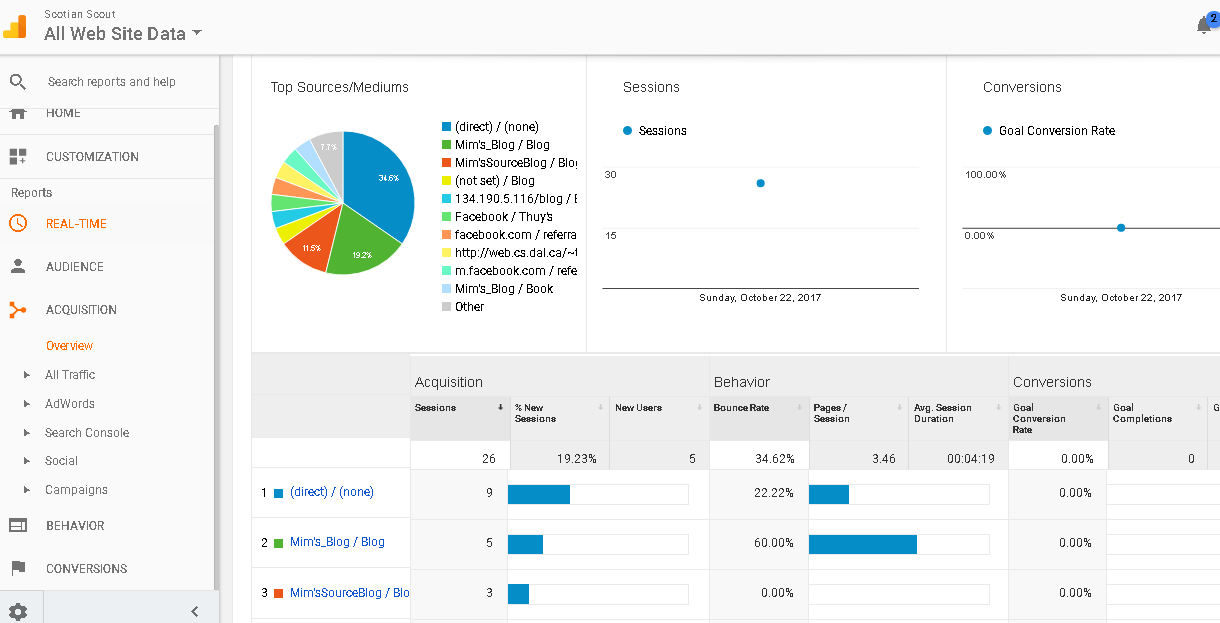 Scotian Scout
All Web Site Data
2
Search reports and help
HOME
CUSTOMIZATION
Reports
REAL-TIME
AUDIENCE
ACQUISITION
Overview
All Traffic
AdWords
Search Console
Social
Campaigns
BEHAVIOR
CONVERSIONS
Top Sources/Mediums
7.7%
34.6%
11.5%
19.2%
(direct) / (none)
Mim's_Blog / Blog
Mim'sSourceBlog / Blog
(not set) / Blog
134.190.5.116/blog /
Facebook / Thuy's
facebook.com / referra
http://web.cs.dal.ca/~t
m.facebook.com / refe
Mim's_Blog / Book
Other
Sessions
Sessions
30
15
Sunday, October 22, 2017
Conversions
Goal Conversion Rate
100.00%
0.00%
Sunday, October 22, 2017
Acquisition Behavior Conversions
Sessions % New Sessions New Users Bounce Rate Pages / Session Avg. Session Duration Goal Conversion Rate Goal Completions G
26 19.23% 5 34.62% 3.46 00:04:19 0.00% 0
1 (direct) / (none) 9 22.22% 0.00%
2 Mim's_Blog / Blog 5 60.00% 0.00%
3 Mim'sSourceBlog / Blo 3 0.00% 0.00%